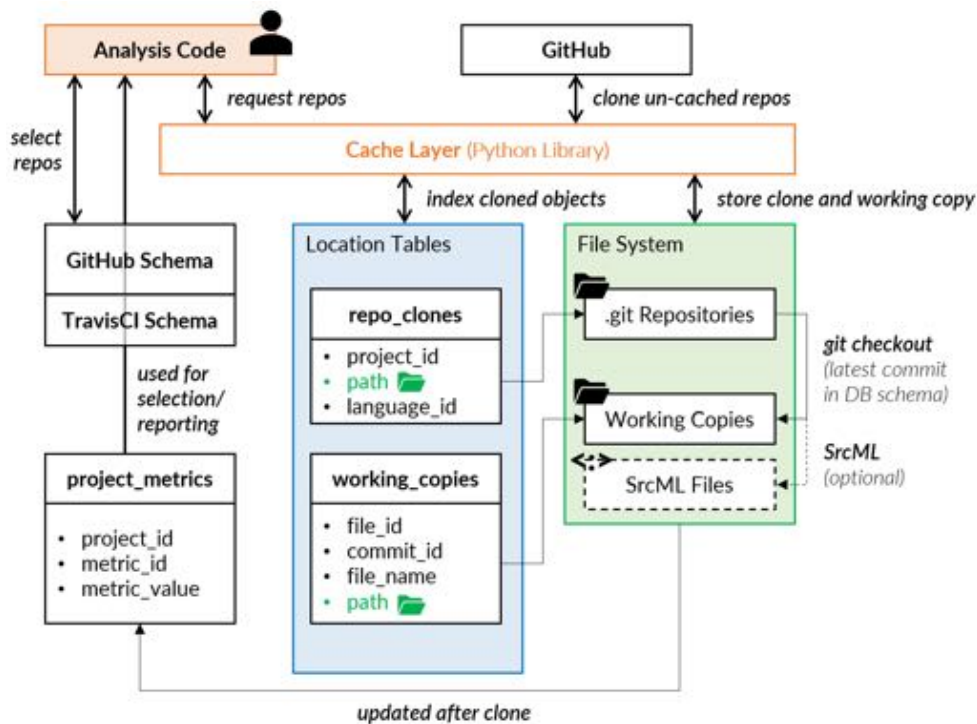 Analysis Code
GitHub
request repos
clone un-cached repos
select
repos
Cache Layer (Python Library)
index cloned objects
store clone and working copy
GitHub Schema
TravisCI Schema
used for
selection/
reporting
project_metrics
• project_id
• metric_id
• metric_value
Location Tables
repo_clones
• project_id
• path
• language_id
working_copies
• file_id
• commit_id
• file_name
• path
File System
.git Repositories
Working Copies
SrcML Files
git checkout
(latest commit
in DB schema)
SrcML
(optional)
updated after clone